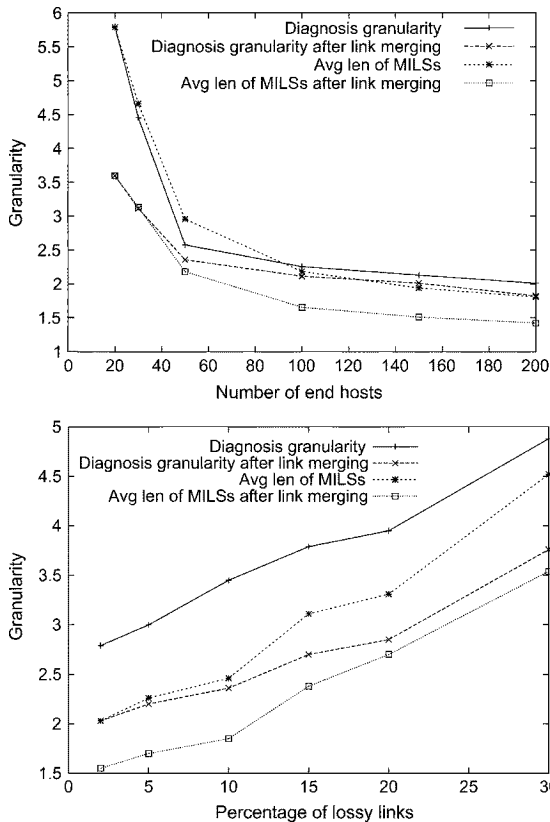 6
5.5
5
4.5
4
3.5
3
2.5
2
1.5
1
Granularity
Diagnosis granularity
Diagnosis granularity after link merging
Avg len of MILSs
Avg len of MILSs after link merging
0 20 40 60 80 100 120 140 160 180 200
Number of end hosts
5
4.5
4
3.5
3
2.5
2
1.5
Granularity
Diagnosis granularity
Diagnosis granularity after link merging
Avg len of MILSs
Avg len of MILSs after link merging
0 5 10 15 20 25 30
Percentage of lossy links